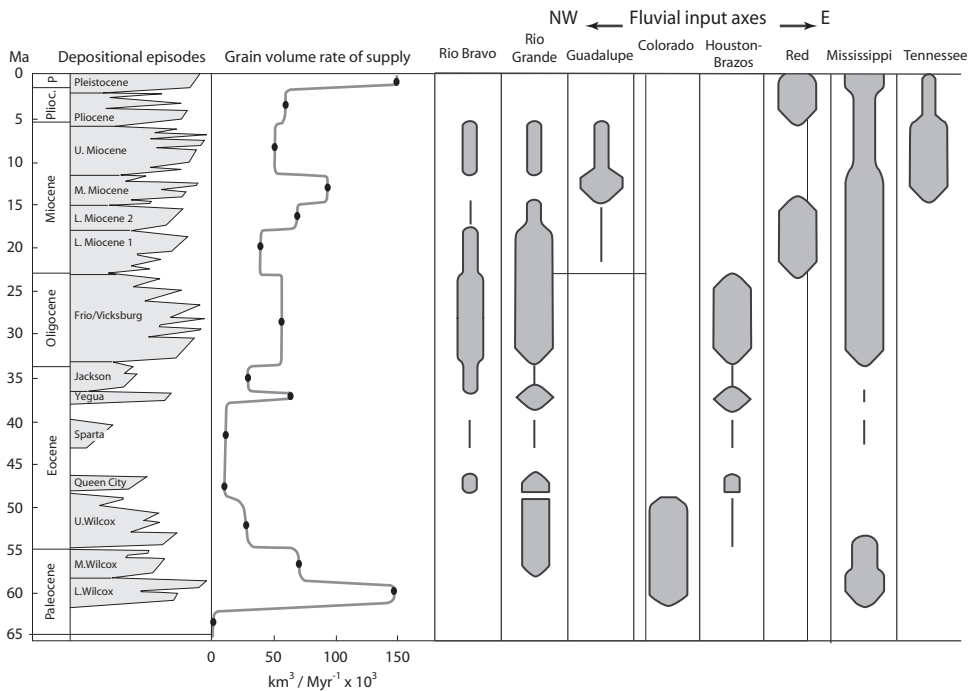 NW Fluvial input axes E
Ma Depositional episodes Grain volume rate of supply Rio Bravo Rio Grande Guadalupe Colorado Houston-Brazos Red Mississippi Tennessee
0
5
10
15
20
25
30
35
40
45
50
55
60
65
P
Plioc.
Miocene
Oligocene
Eocene
Paleocene
Pleistocene
Pliocene
U. Miocene
M. Miocene
L. Miocene 2
L. Miocene 1
Frio/Vicksburg
Jackson
Yegua
Sparta
Queen City
U.Wilcox
M.Wilcox
L.Wilcox
0 50 100 150
km³ / Myr⁻¹ x 10³